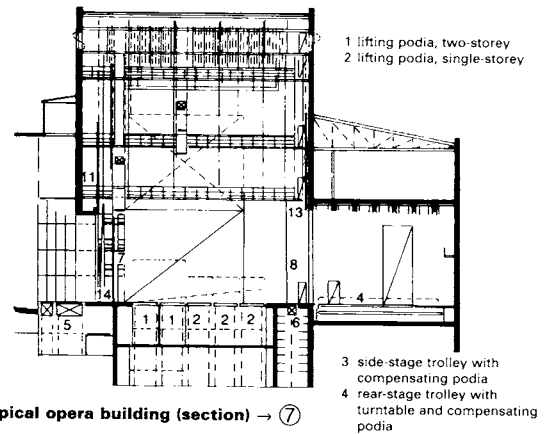 1 lifting podia, two-storey
2 lifting podia, single-storey
11
13
7
8
14
4
5
1 1 2 2 2
6
3 side-stage trolley with
compensating podia
4 rear-stage trolley with
turntable and compensating
podia
pical opera building (section) → 7